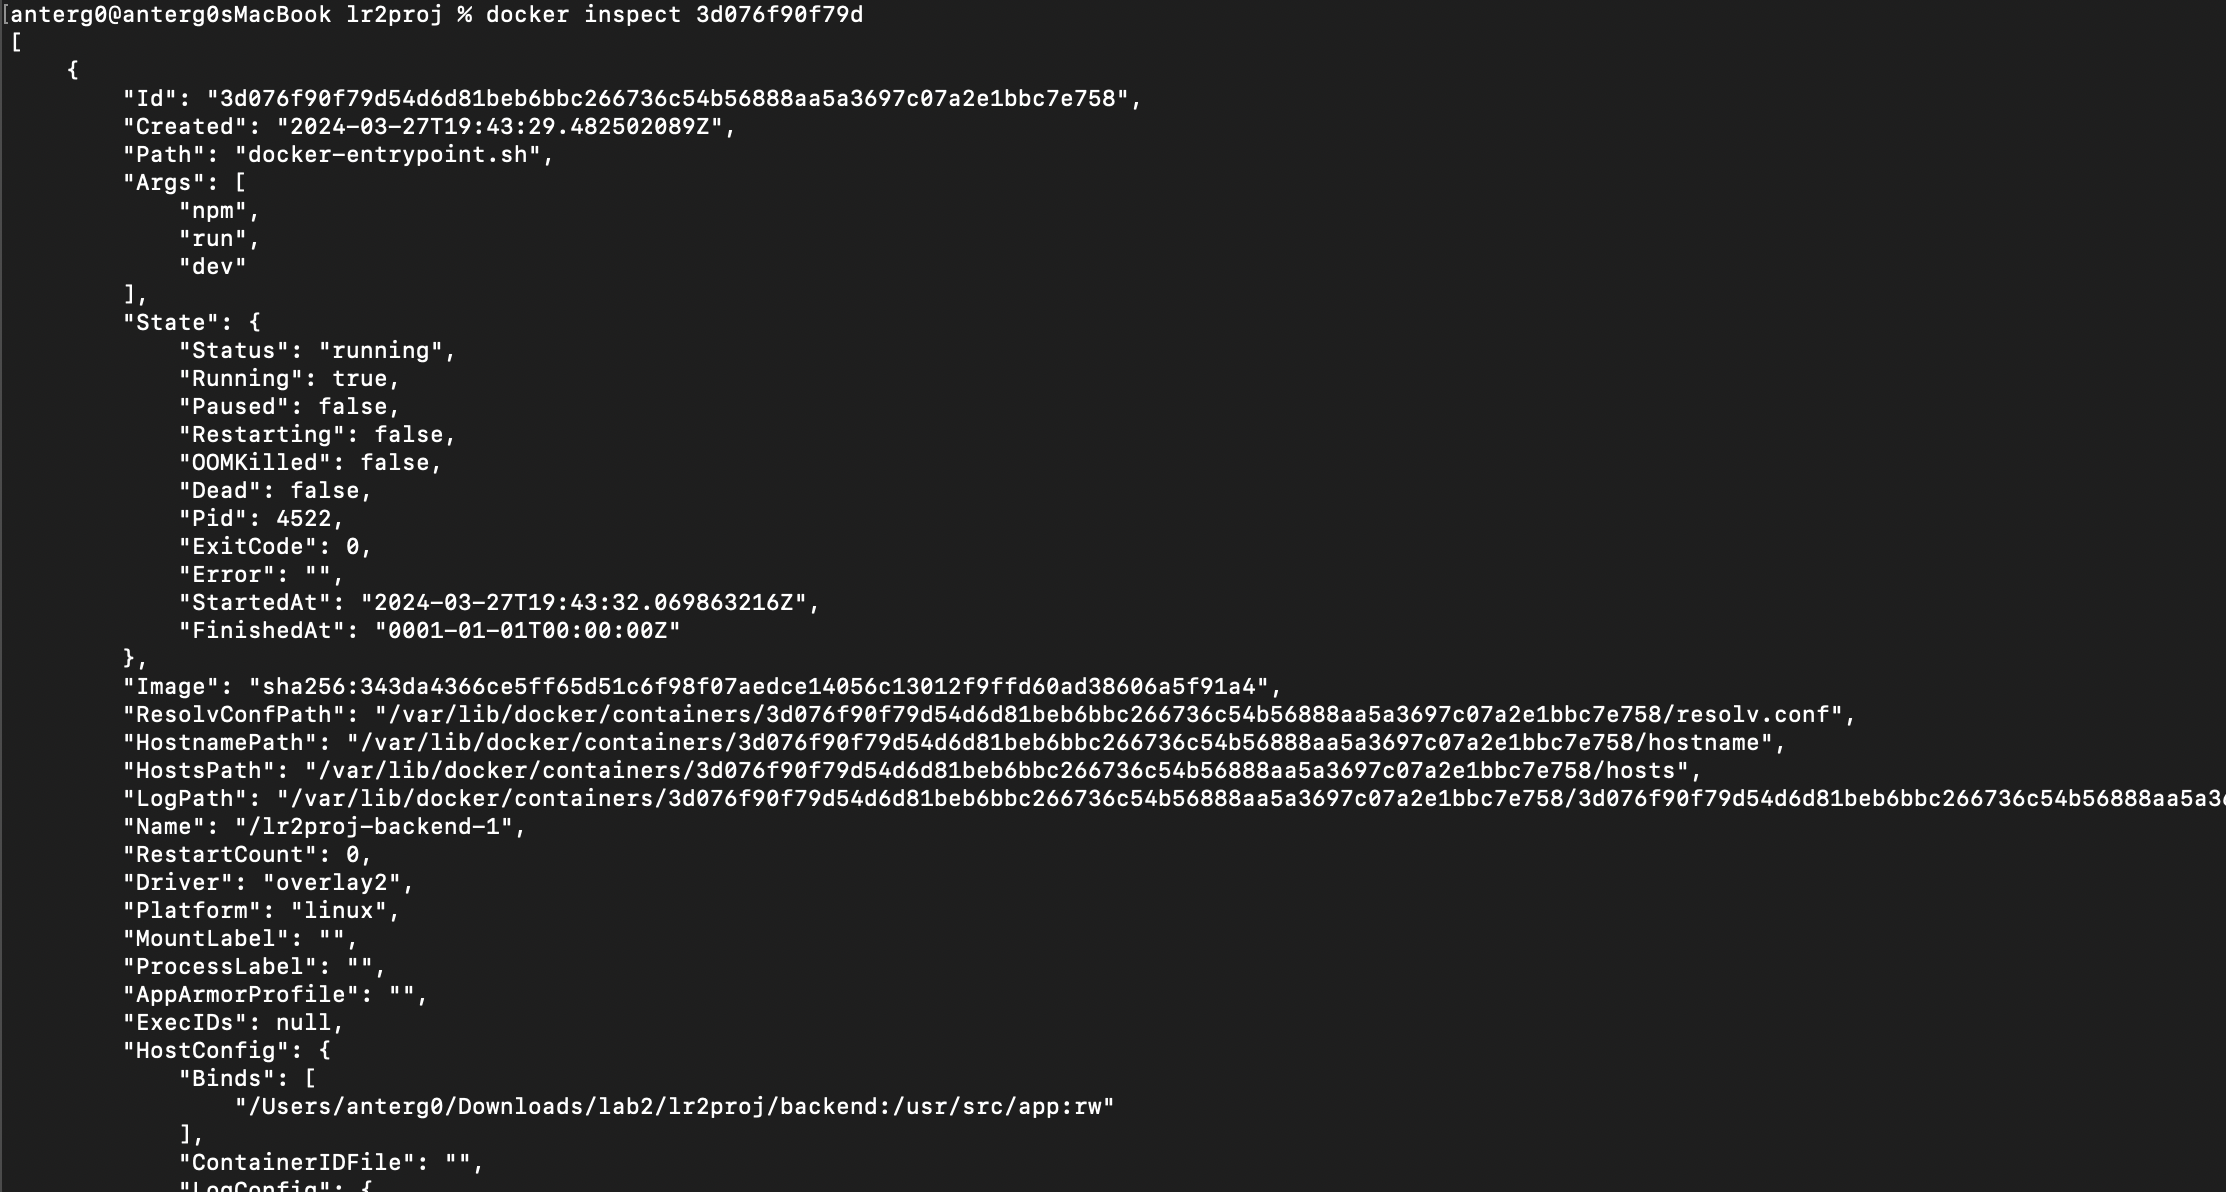 [anterg0@anterg0sMacBook lr2proj % docker inspect 3d076f90f79d
[
    {
        "Id": "3d076f90f79d54d6d81beb6bbc266736c54b56888aa5a3697c07a2e1bbc7e758",
        "Created": "2024-03-27T19:43:29.482502089Z",
        "Path": "docker-entrypoint.sh",
        "Args": [
            "npm",
            "run",
            "dev"
        ],
        "State": {
            "Status": "running",
            "Running": true,
            "Paused": false,
            "Restarting": false,
            "OOMKilled": false,
            "Dead": false,
            "Pid": 4522,
            "ExitCode": 0,
            "Error": "",
            "StartedAt": "2024-03-27T19:43:32.069863216Z",
            "FinishedAt": "0001-01-01T00:00:00Z"
        },
        "Image": "sha256:343da4366ce5ff65d51c6f98f07aedce14056c13012f9ffd60ad38606a5f91a4",
        "ResolvConfPath": "/var/lib/docker/containers/3d076f90f79d54d6d81beb6bbc266736c54b56888aa5a3697c07a2e1bbc7e758/resolv.conf",
        "HostnamePath": "/var/lib/docker/containers/3d076f90f79d54d6d81beb6bbc266736c54b56888aa5a3697c07a2e1bbc7e758/hostname",
        "HostsPath": "/var/lib/docker/containers/3d076f90f79d54d6d81beb6bbc266736c54b56888aa5a3697c07a2e1bbc7e758/hosts",
        "LogPath": "/var/lib/docker/containers/3d076f90f79d54d6d81beb6bbc266736c54b56888aa5a3697c07a2e1bbc7e758/3d076f90f79d54d6d81beb6bbc266736c54b56888aa5a36
        "Name": "/lr2proj-backend-1",
        "RestartCount": 0,
        "Driver": "overlay2",
        "Platform": "linux",
        "MountLabel": "",
        "ProcessLabel": "",
        "AppArmorProfile": "",
        "ExecIDs": null,
        "HostConfig": {
            "Binds": [
                "/Users/anterg0/Downloads/lab2/lr2proj/backend:/usr/src/app:rw"
            ],
            "ContainerIDFile": "",
            "LogConfig": {